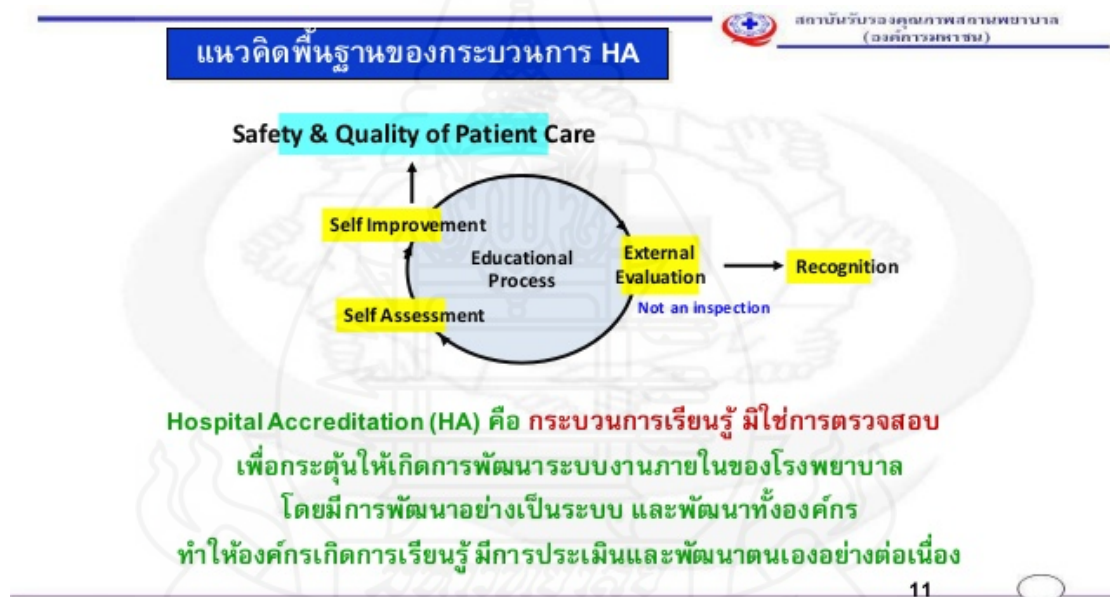 สถาบันรับรองคุณภาพสถานพยาบาล
(องค์การมหาชน)
แนวคิดพื้นฐานของกระบวนการ HA
Safety & Quality of Patient Care
Self Improvement
Educational
Process
External
Evaluation
Recognition
Not an inspection
Self Assessment
Hospital Accreditation (HA) คือ กระบวนการเรียนรู้ มิใช่การตรวจสอบ
เพื่อกระตุ้นให้เกิดการพัฒนาระบบงานภายในของโรงพยาบาล
โดยมีการพัฒนาอย่างเป็นระบบ และพัฒนาทั้งองค์กร
ทำให้องค์กรเกิดการเรียนรู้ มีการประเมินและพัฒนาตนเองอย่างต่อเนื่อง
11